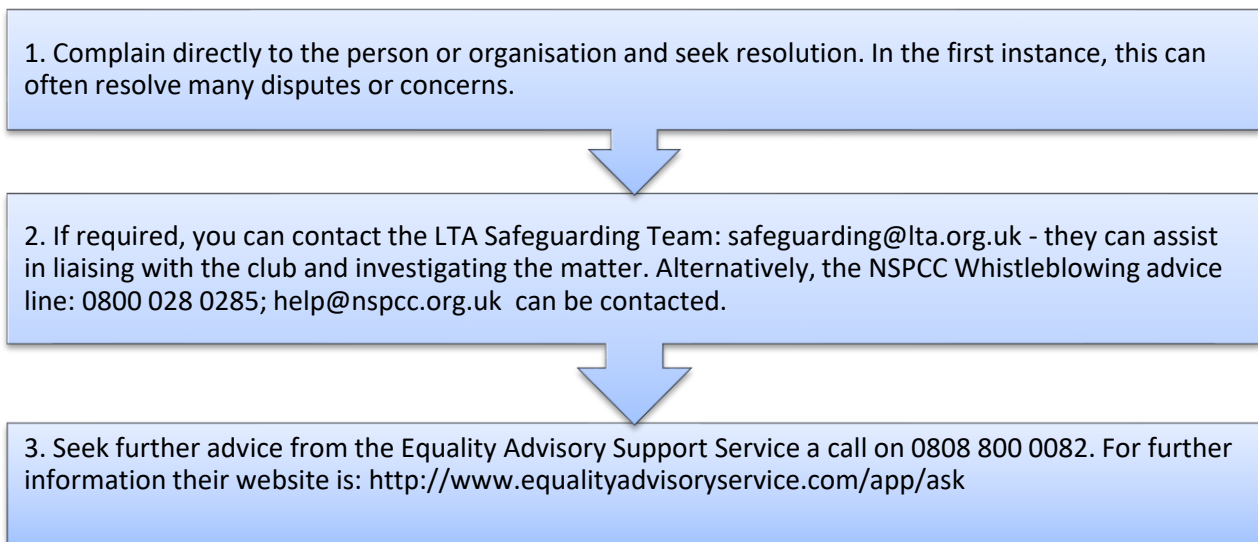 1. Complain directly to the person or organisation and seek resolution. In the first instance, this can
often resolve many disputes or concerns.
2. If required, you can contact the LTA Safeguarding Team: safeguarding@lta.org.uk - they can assist
in liaising with the club and investigating the matter. Alternatively, the NSPCC Whistleblowing advice
line: 0800 028 0285; help@nspcc.org.uk  can be contacted.
3. Seek further advice from the Equality Advisory Support Service a call on 0808 800 0082. For further
information their website is: http://www.equalityadvisoryservice.com/app/ask